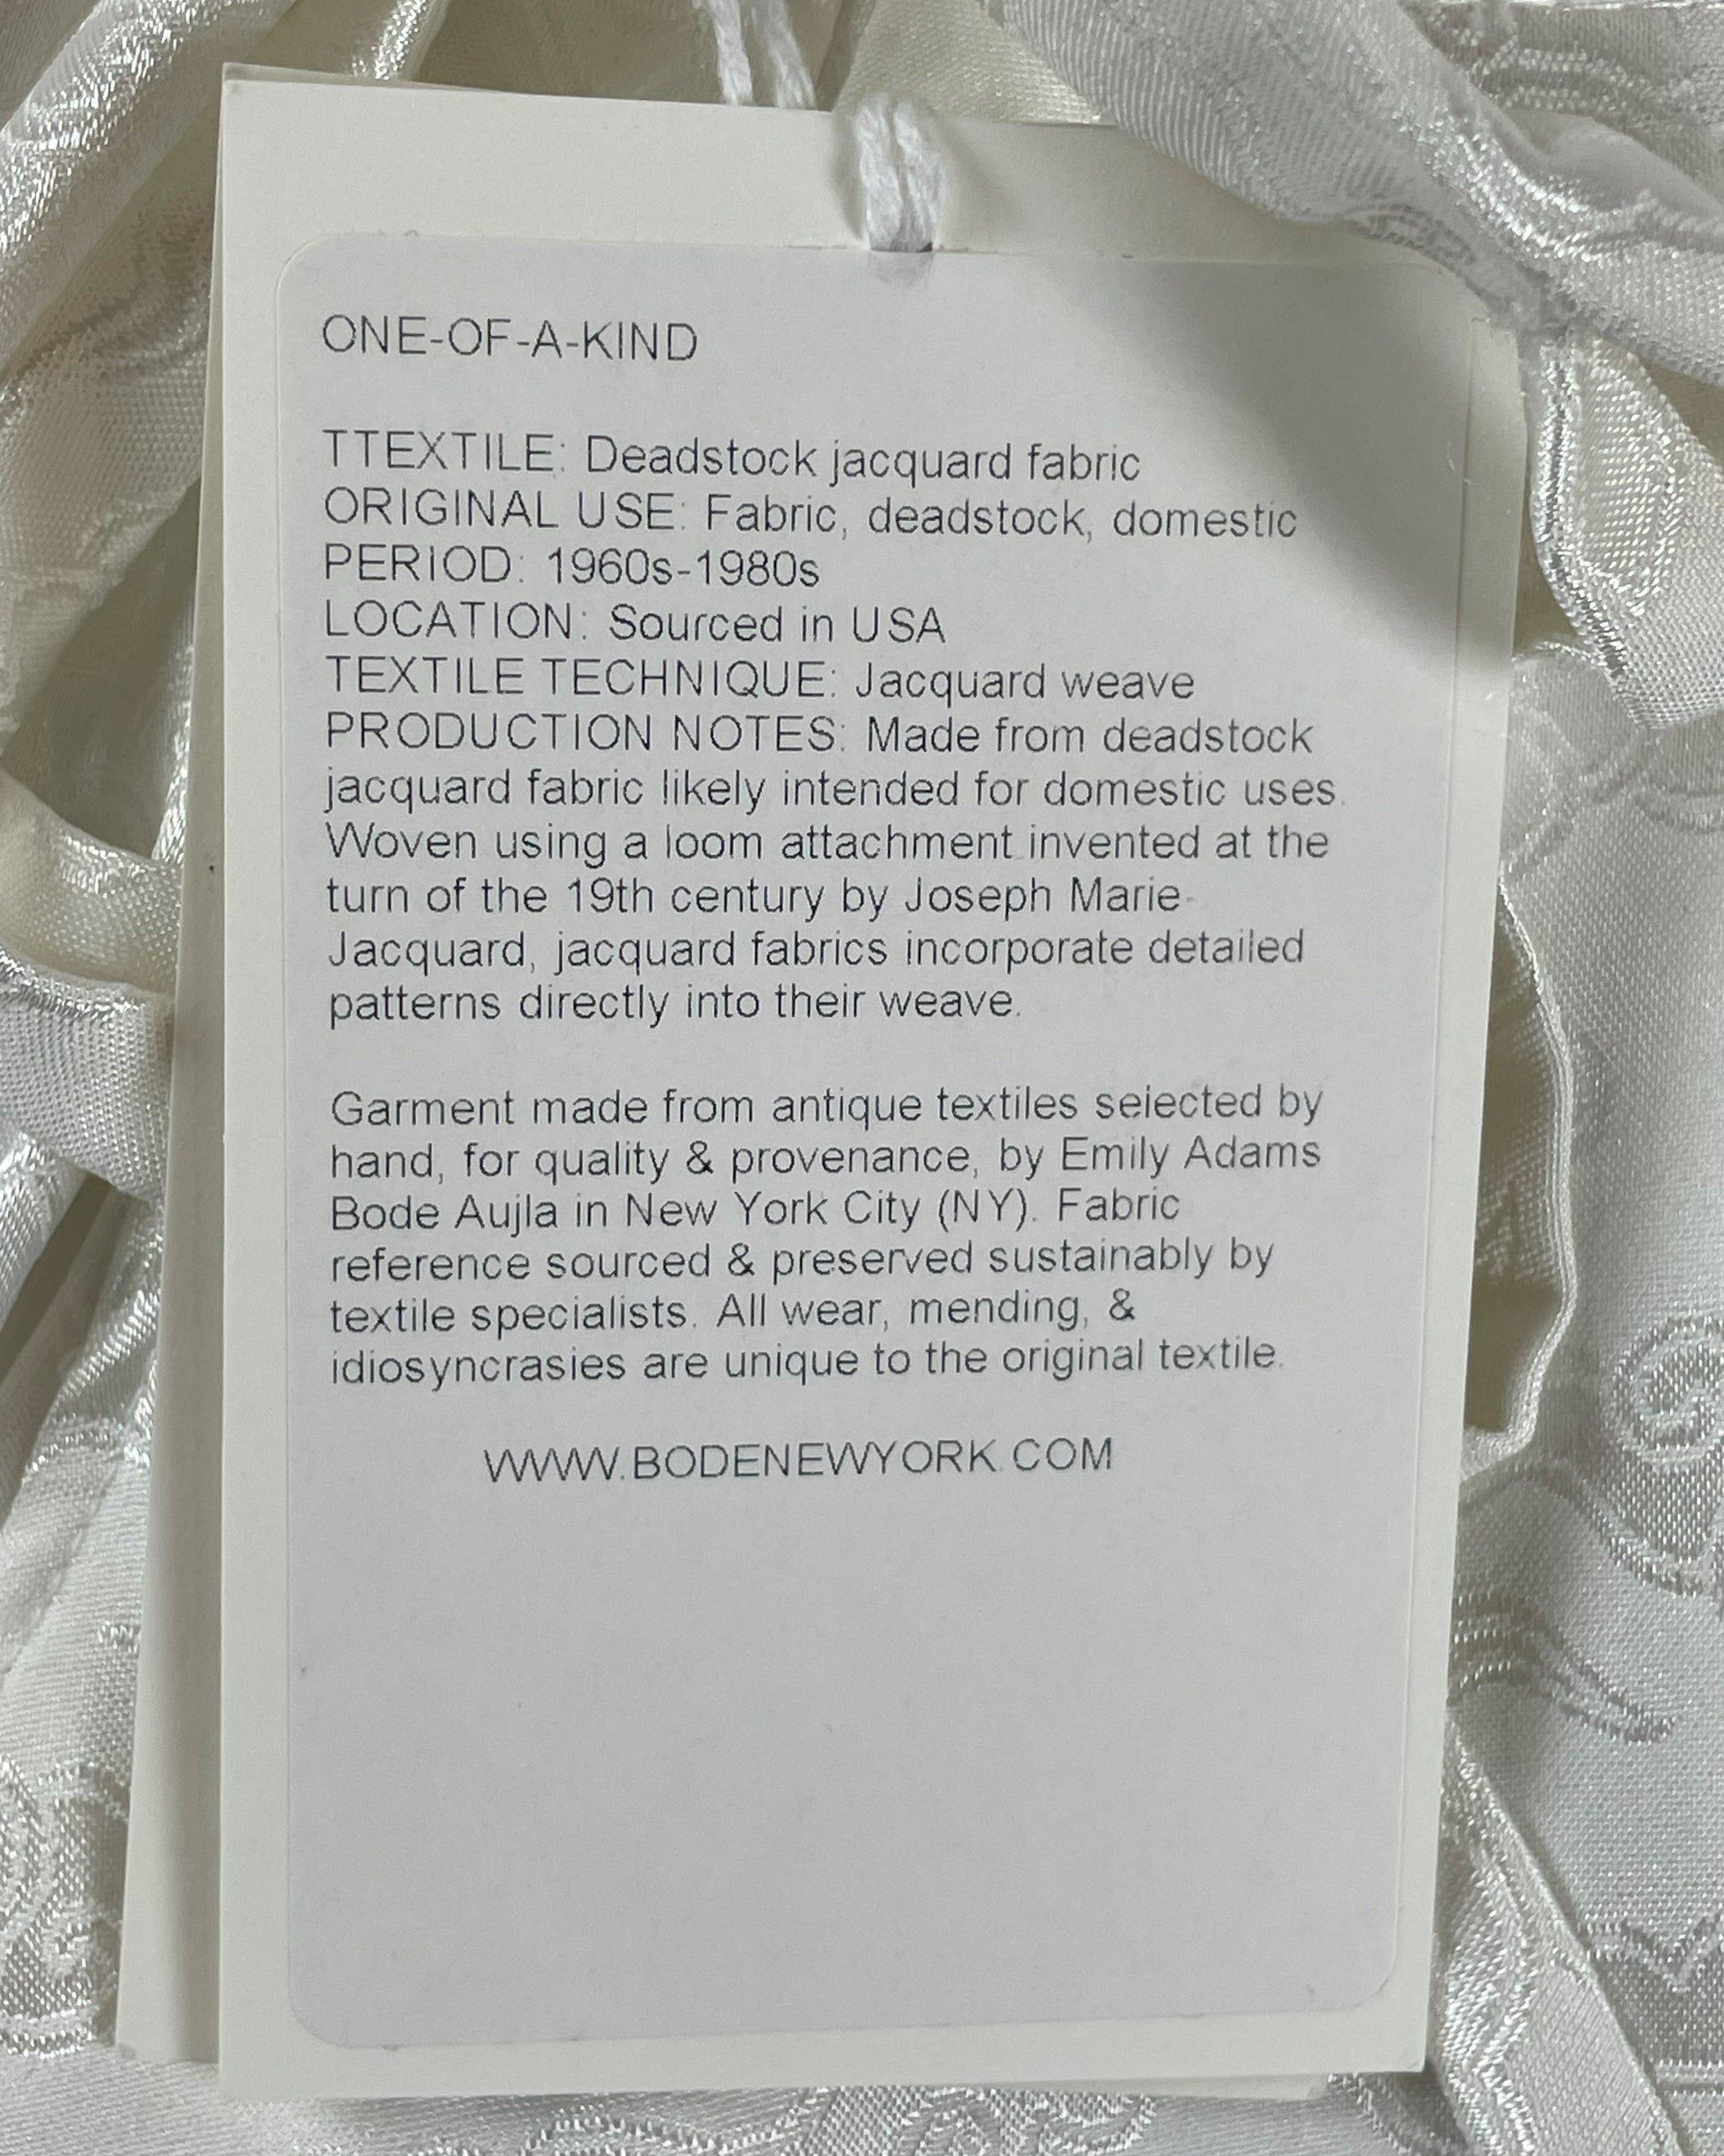 ONE-OF-A-KIND
TTEXTILE: Deadstock jacquard fabric
ORIGINAL USE: Fabric, deadstock, domestic
PERIOD: 1960s-1980s
LOCATION: Sourced in USA
TEXTILE TECHNIQUE: Jacquard weave
PRODUCTION NOTES: Made from deadstock
jacquard fabric likely intended for domestic uses.
Woven using a loom attachment invented at the
turn of the 19th century by Joseph Marie-
Jacquard, jacquard fabrics incorporate detailed
patterns directly into their weave.
Garment made from antique textiles selected by
hand, for quality & provenance, by Emily Adams
Bode Aujla in New York City (NY). Fabric
reference sourced & preserved sustainably by
textile specialists. All wear, mending, &
idiosyncrasies are unique to the original textile.
WWW.BODENEWYORK.COM